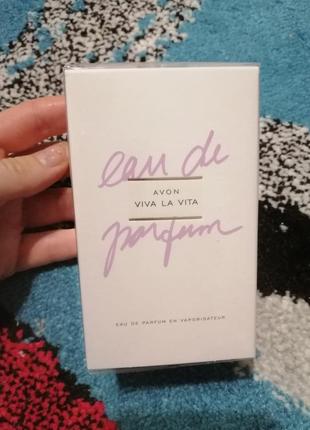 eau de
AVON
VIVA LA VITA
parfum
EAU DE PARFUM EN VAPORISATEUR